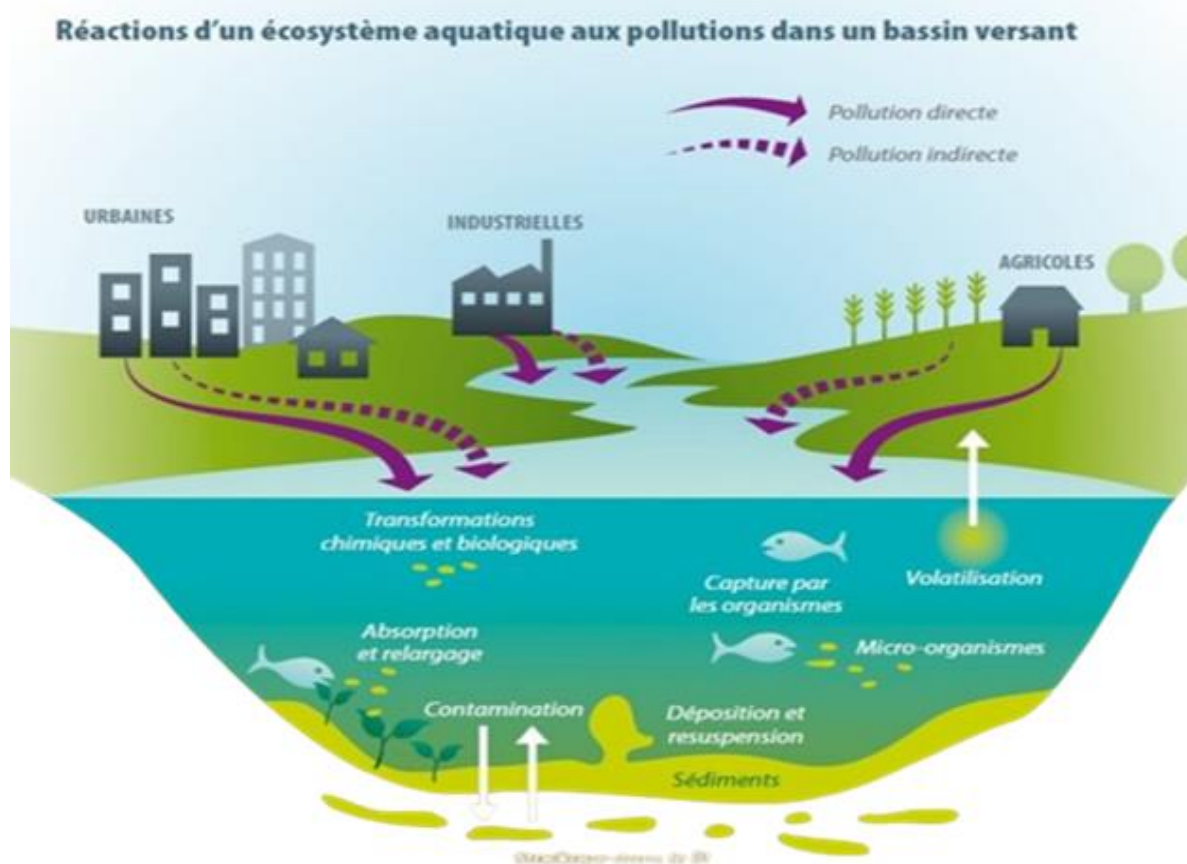 Réactions d'un écosystème aquatique aux pollutions dans un bassin versant
Pollution directe
Pollution indirecte
URBAINES
INDUSTRIELLES
AGRICOLES
Transformations
chimiques et biologiques
Capture par
les organismes
Volatilisation
Absorption
et relargage
Micro-organismes
Contamination
Déposition et
resuspension
Sédiments